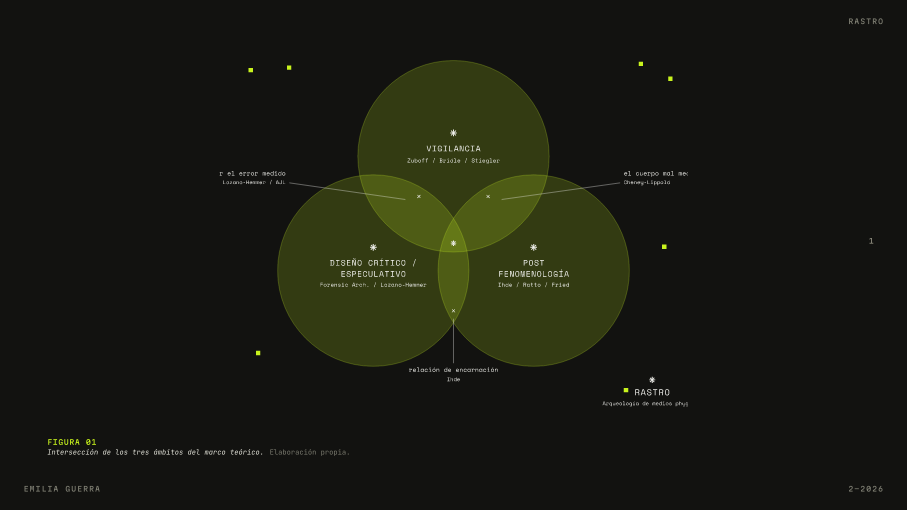 RASTRO
VIGILANCIA
Zuboff / Bridle / Stiegler
r el error medido
Lozano-Hemmer / AJL
el cuerpo mal me
Cheney-Lippold
1
DISEÑO CRÍTICO /
ESPECULATIVO
Forensic Arch. / Lozano-Hemmer
POST
FENOMENOLOGÍA
Ihde / Rotto / Fried
relación de encarnación
Ihde
RASTRO
Arqueología de medios phyg
FIGURA 01
Intersección de los tres ámbitos del marco teórico. Elaboración propia.
EMILIA GUERRA
2—2026